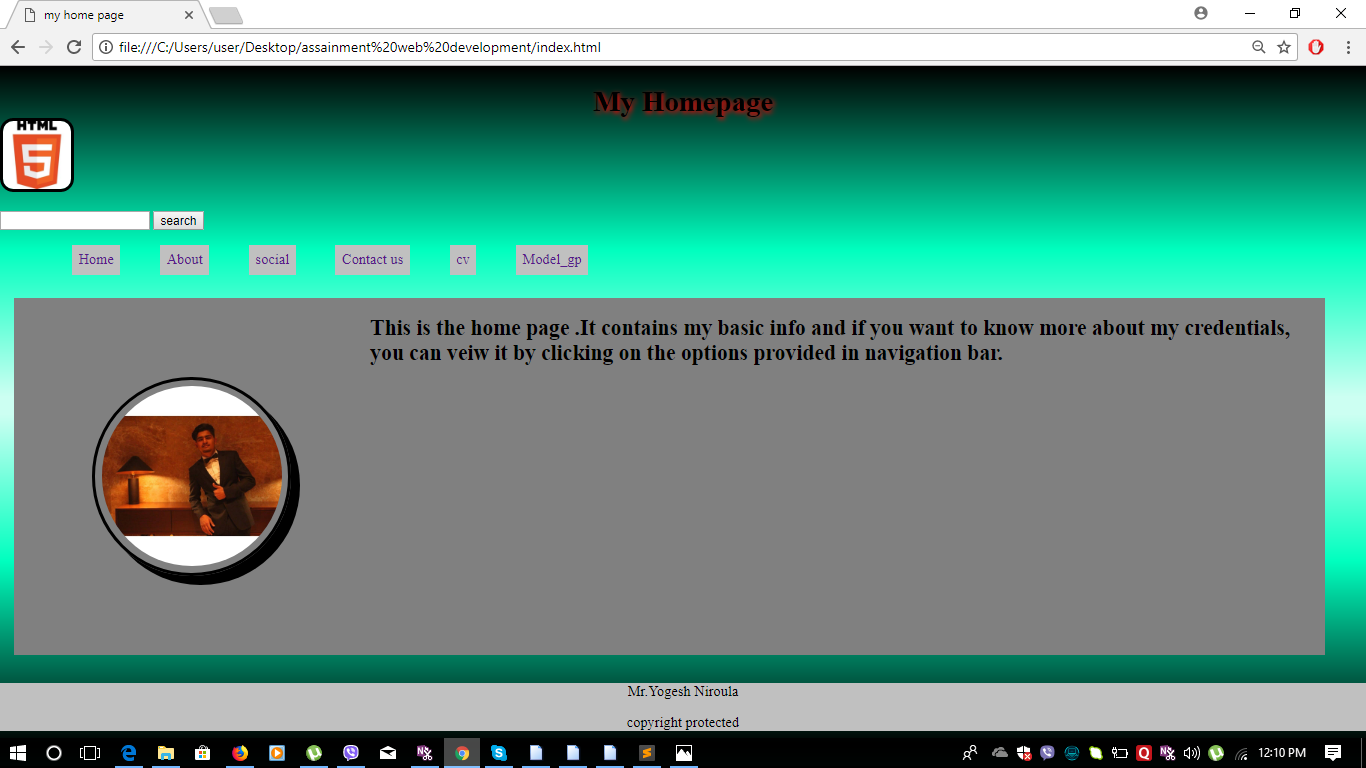 my home page
file:///C:/Users/user/Desktop/assainment%20web%20development/index.html
My Homepage
HTML
5
search
Home About social Contact us cv Model_gp
This is the home page .It contains my basic info and if you want to know more about my credentials,
you can veiw it by clicking on the options provided in navigation bar.
Mr.Yogesh Niroula
copyright protected
12:10 PM